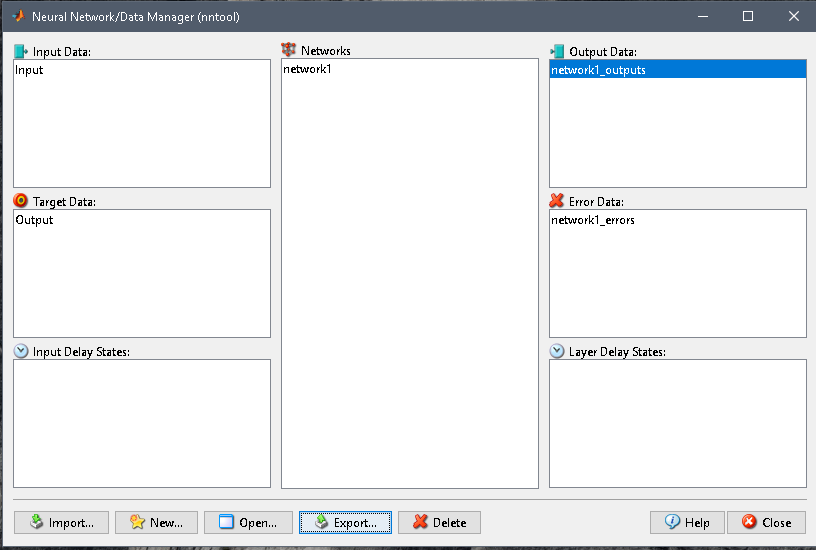 Neural Network/Data Manager (nntool)
Input Data:
Input
Networks
network1
Output Data:
network1_outputs
Target Data:
Output
Error Data:
network1_errors
Input Delay States:
Layer Delay States:
Import...
New...
Open...
Export...
Delete
Help
Close